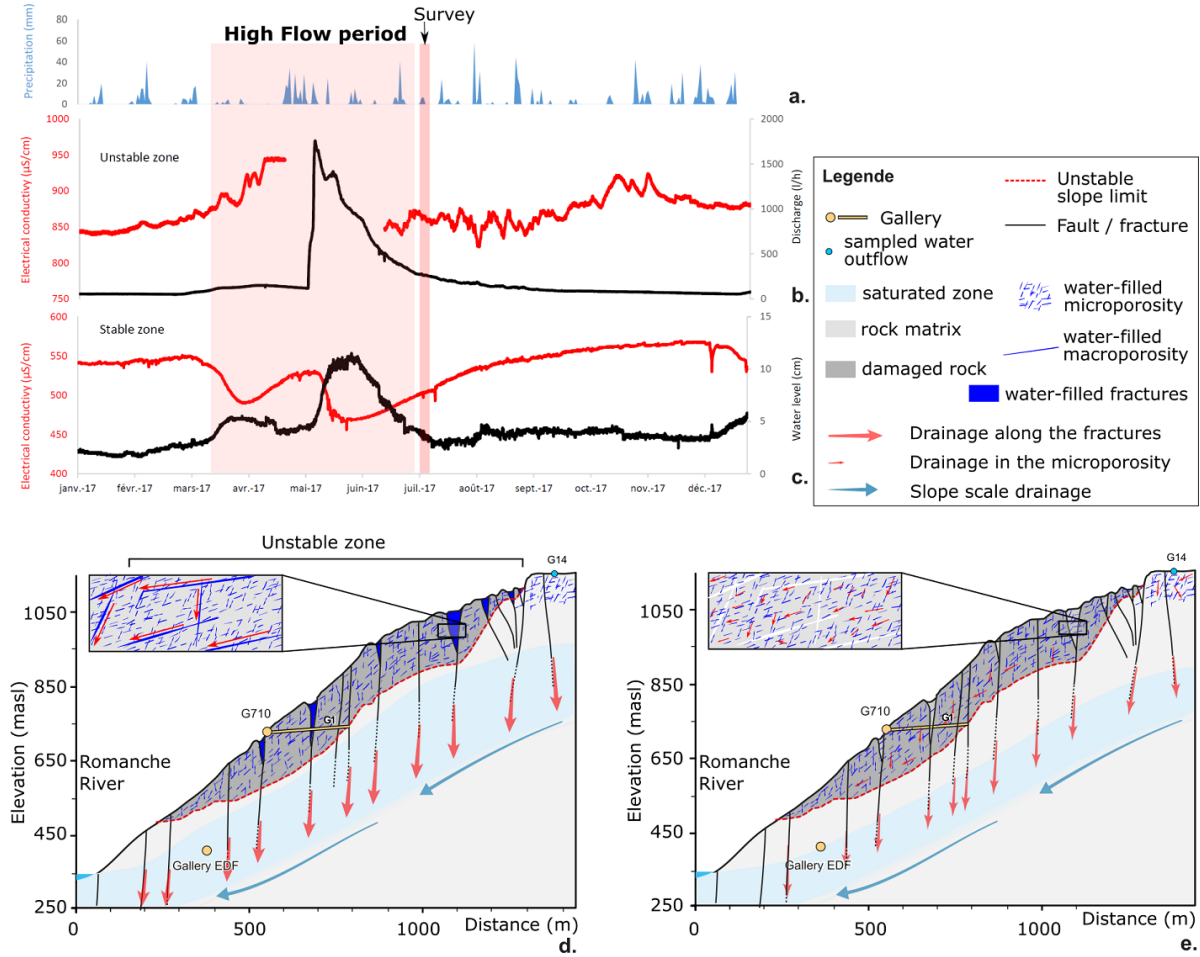 Survey
High Flow period
Precipitation (mm)
80
60
40
20
0
a.
Electrical conductivy (µS/cm)
1000
950
900
850
800
750
Unstable zone
2000
1500
1000
500
0
Discharge (l/h)
b.
Electrical conductivy (µS/cm)
600
550
500
450
400
Stable zone
15
10
5
0
Water level (cm)
janv.-17 févr.-17 mars-17 avr.-17 mai-17 juin-17 juil.-17 août-17 sept.-17 oct.-17 nov.-17 déc.-17
c.
Legende
Gallery
sampled water
outflow
saturated zone
rock matrix
damaged rock
Unstable
slope limit
Fault / fracture
water-filled
microporosity
water-filled
macroporosity
water-filled fractures
Drainage along the fractures
Drainage in the microporosity
Slope scale drainage
Unstable zone
G14
Elevation (masl)
1050
850
650
450
250
G710
G1
Romanche
River
Gallery EDF
500
1000
Distance (m)
d.
G14
Elevation (masl)
1050
850
650
450
250
G710
G1
Romanche
River
Gallery EDF
500
1000
Distance (m)
e.